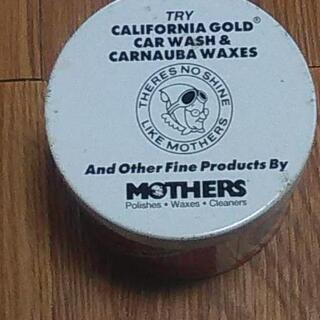 TRY
CALIFORNIA GOLD®
CAR WASH &
CARNAUBA WAXES
THERES NO SHINE
LIKE MOTHERS
And Other Fine Products By
MOTHERS®
Polishes • Waxes • Cleaners